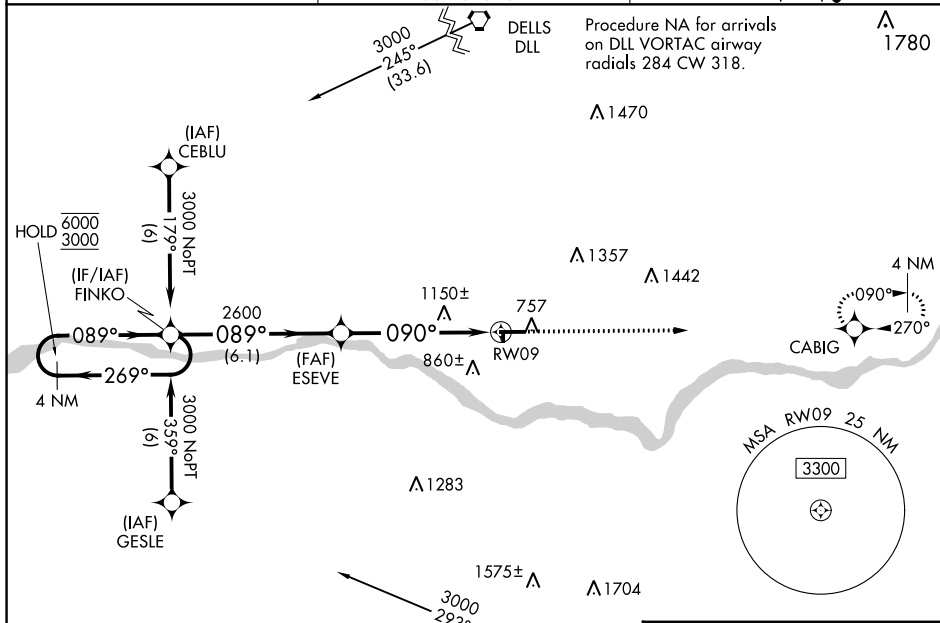 3000
245°
(33.6)
DELLS
DLL
Procedure NA for arrivals
on DLL VORTAC airway
radials 284 CW 318.
1780
1470
(IAF)
CEBLU
3000 NoPT
179°
(6)
HOLD 6000
3000
(IF/IAF)
FINKO
1357
1442
4 NM
2600
1150±
757
090°
089°
089°
(6.1)
090°
RW09
CABIG
270°
(FAF)
ESEVE
860±
269°
4 NM
3000 NoPT
359°
(6)
MSA RW09 25 NM
3300
1283
(IAF)
GESLE
1575±
1704
3000